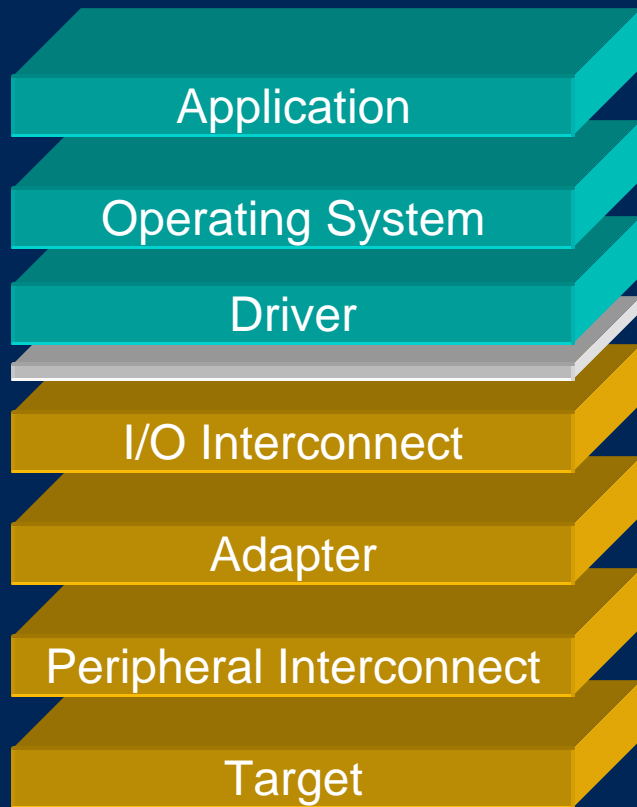 Application
Operating System
Driver
I/O Interconnect
Adapter
Peripheral Interconnect
Target